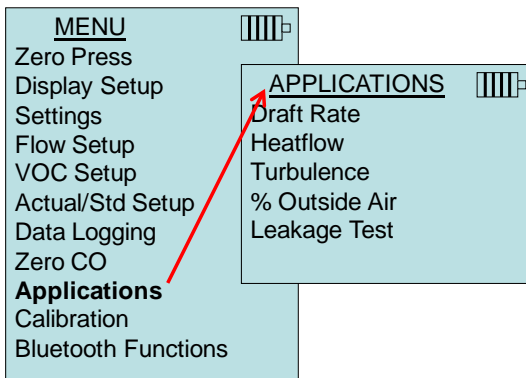 MENU
Zero Press
Display Setup
Settings
Flow Setup
VOC Setup
Actual/Std Setup
Data Logging
Zero CO
Applications
Calibration
Bluetooth Functions
APPLICATIONS
Draft Rate
Heatflow
Turbulence
% Outside Air
Leakage Test